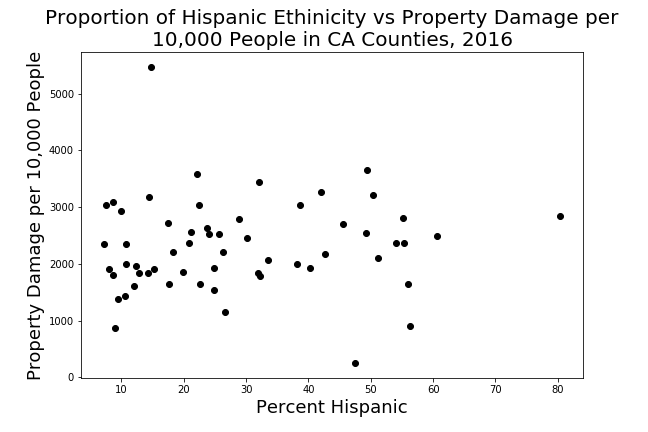 Proportion of Hispanic Ethinicity vs Property Damage per
10,000 People in CA Counties, 2016
Property Damage per 10,000 People
5000
4000
3000
2000
1000
0
10 20 30 40 50 60 70 80
Percent Hispanic